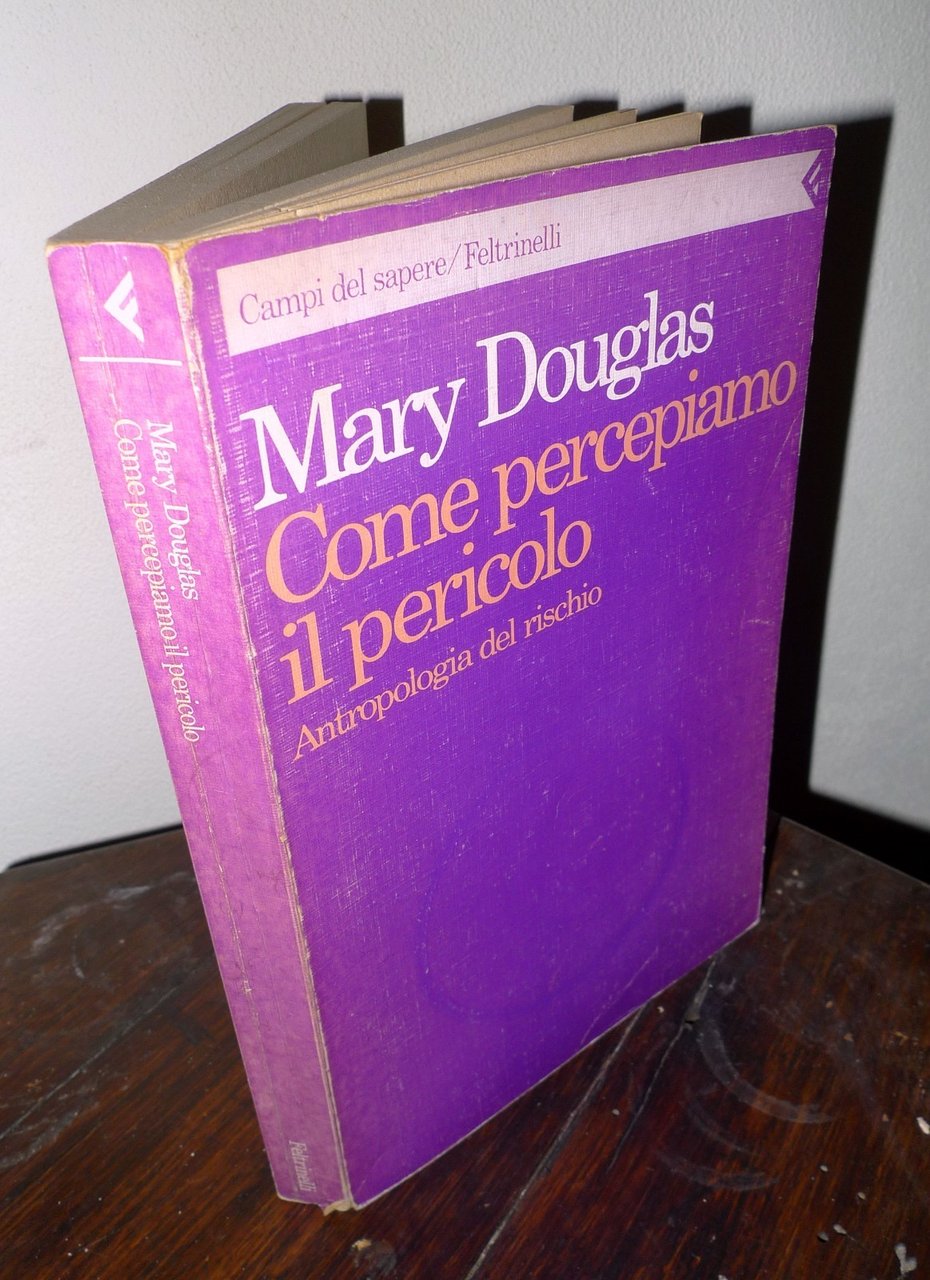 Campi del sapere/Feltrinelli
Mary Douglas
Come percepiamo
il pericolo
Antropologia del rischio
Mary Douglas
Come percepiamo il pericolo
Feltrinelli